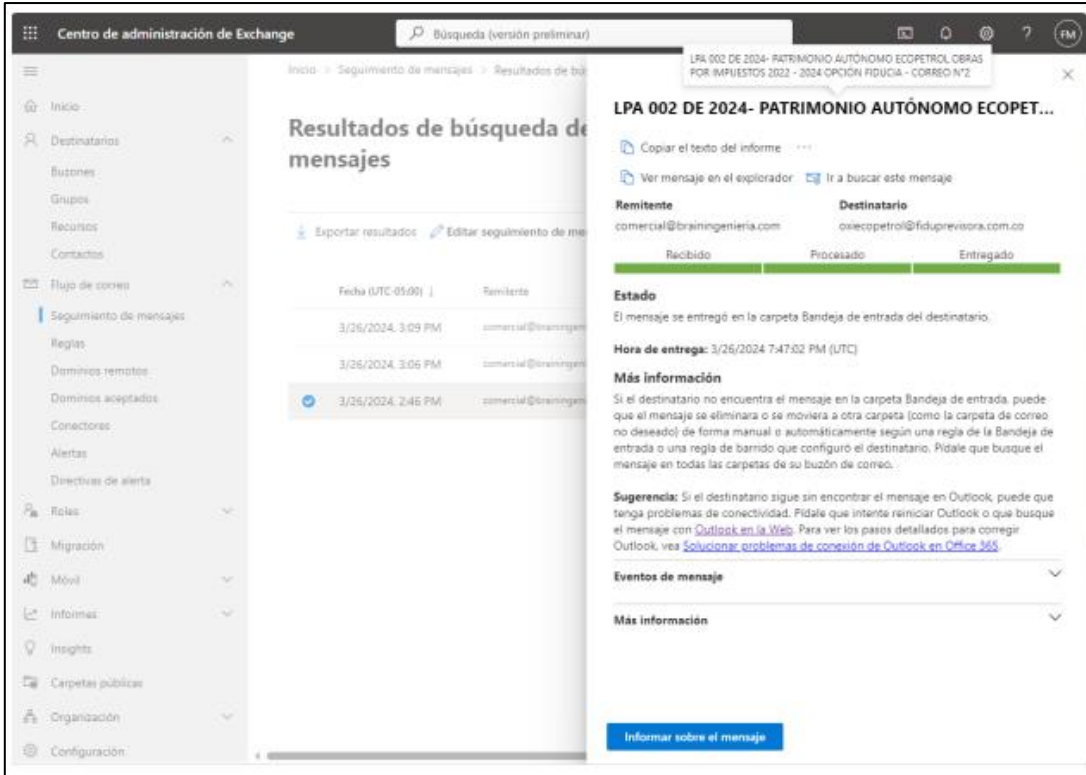 Centro de administración de Exchange
Búsqueda (versión preliminar)
?
FM
LPA 002 DE 2024- PATRIMONIO AUTÓNOMO ECOPETROL OBRAS
POR IMPUESTOS 2022 - 2024 OPCIÓN FIDUCIA - CORREO N°2
Inicio > Seguimiento de mensajes > Resultados de bú
Inicio
Destinatarios
Buzones
Grupos
Recursos
Contactos
Flujo de correo
Seguimiento de mensajes
Reglas
Dominios remotos
Dominios aceptados
Conectores
Alertas
Directivas de alerta
Roles
Migración
Móvil
Informes
Insights
Carpetas públicas
Organización
Configuración
Resultados de búsqueda de
mensajes
Exportar resultados Editar seguimiento de me
Fecha (UTC-05:00) ↓ Remitente
3/26/2024, 3:09 PM comercial@brainingeni
3/26/2024, 3:06 PM comercial@brainingeni
3/26/2024, 2:46 PM comercial@brainingeni
LPA 002 DE 2024- PATRIMONIO AUTÓNOMO ECOPET...
Copiar el texto del informe ...
Ver mensaje en el explorador Ir a buscar este mensaje
Remitente Destinatario
comercial@brainingenieria.com oxiecopetrol@fiduprevisora.com.co
Recibido Procesado Entregado
Estado
El mensaje se entregó en la carpeta Bandeja de entrada del destinatario.
Hora de entrega: 3/26/2024 7:47:02 PM (UTC)
Más información
Si el destinatario no encuentra el mensaje en la carpeta Bandeja de entrada, puede
que el mensaje se eliminara o se moviera a otra carpeta (como la carpeta de correo
no deseado) de forma manual o automáticamente según una regla de la Bandeja de
entrada o una regla de barrido que configuró el destinatario. Pídale que busque el
mensaje en todas las carpetas de su buzón de correo.
Sugerencia: Si el destinatario sigue sin encontrar el mensaje en Outlook, puede que
tenga problemas de conectividad. Pídale que intente reiniciar Outlook o que busque
el mensaje con Outlook en la Web. Para ver los pasos detallados para corregir
Outlook, vea Solucionar problemas de conexión de Outlook en Office 365.
Eventos de mensaje
Más información
Informar sobre el mensaje